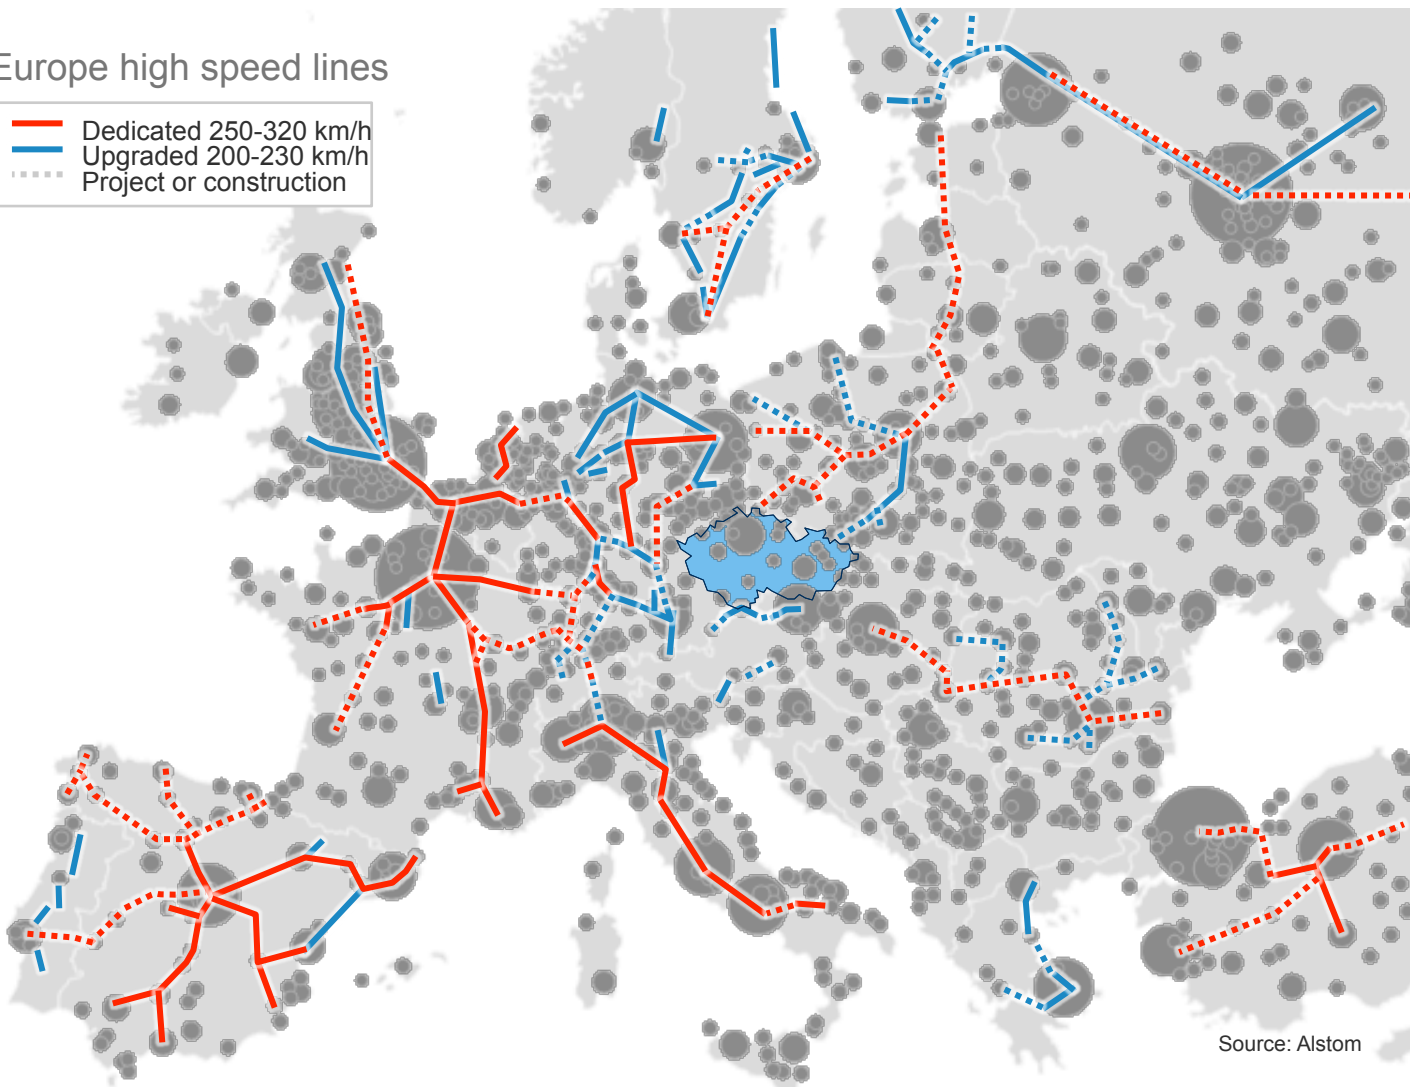 Europe high speed lines
Dedicated 250-320 km/h
Upgraded 200-230 km/h
Project or construction
Source: Alstom